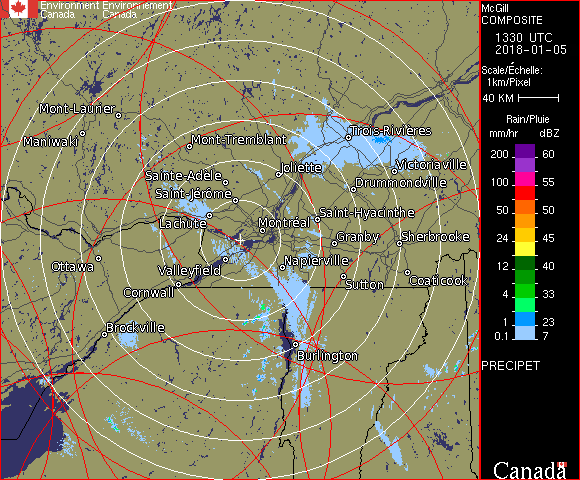 Environment Environnement
Canada Canada
McGill
COMPOSITE
1330 UTC
2018-01-05
Scale/Échelle:
1km/Pixel
40 KM
Rain/Pluie
mm/hr dBZ
200 60
150 57
100 55
50 50
24 45
12 40
4 33
1 23
0.1 7
PRECIPET
Canada
Mont-Laurier
Maniwaki
Mont-Tremblant
Trois-Rivières
Joliette
Victoriaville
Sainte-Adèle
Drummondville
Saint-Jérôme
Saint-Hyacinthe
Lachute
Montréal
Granby
Sherbrooke
Ottawa
Valleyfield
Napierville
Cornwall
Sutton
Coaticook
Brockville
Burlington